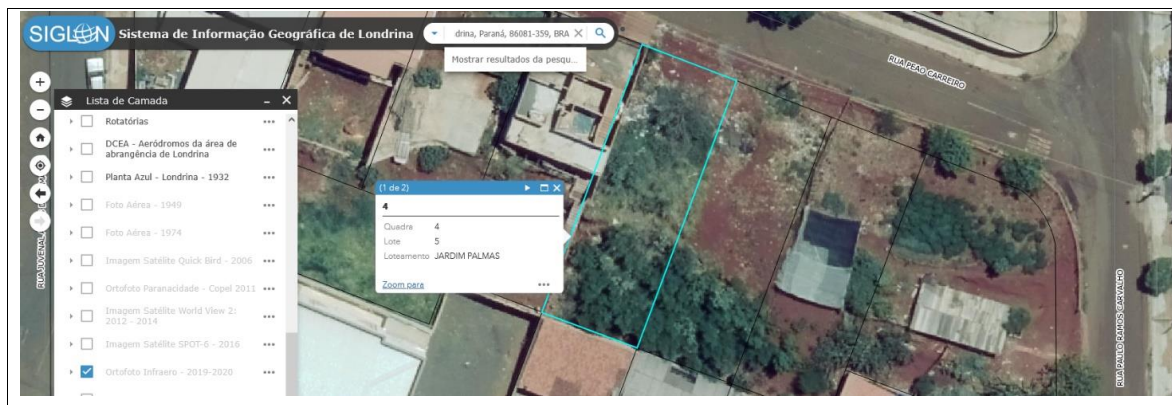 SIGLON Sistema de Informação Geográfica de Londrina
drina, Paraná, 86081-359, BRA
Mostrar resultados da pesqu...
RUA PEAO CARREIRO
Lista de Camada
Rotatórias
DCEA - Aeródromos da área de
abrangência de Londrina
Planta Azul - Londrina - 1932
Foto Aérea - 1949
Foto Aérea - 1974
Imagem Satélite Quick Bird - 2006
Ortofoto Paranacidade - Copel 2011
Imagem Satélite World View 2:
2012 - 2014
Imagem Satélite SPOT-6 - 2016
Ortofoto Infraero - 2019-2020
(1 de 2)
4
Quadra 4
Lote 5
Loteamento JARDIM PALMAS
Zoom para
RUA JUVENAL
RUA PAULO RAMOS CARVALHO